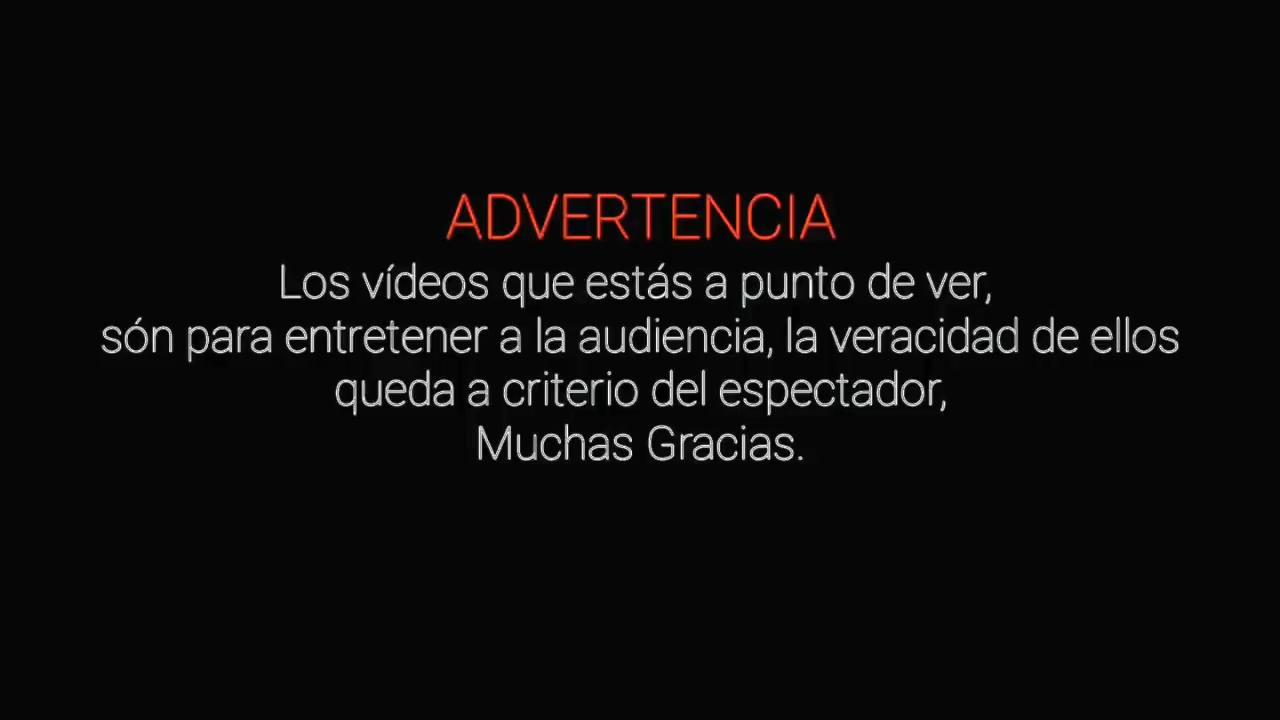 ADVERTENCIA
Los vídeos que estás a punto de ver,
són para entretener a la audiencia, la veracidad de ellos
queda a criterio del espectador,
Muchas Gracias.